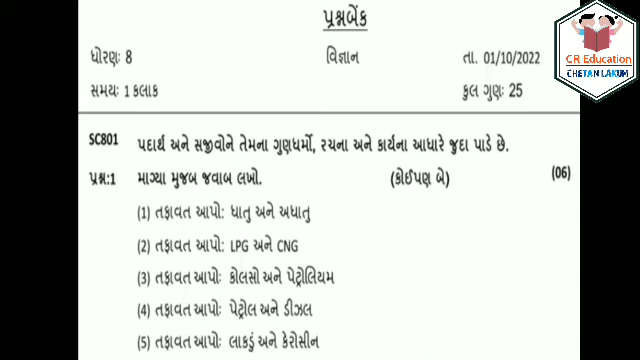 પ્રશ્નબેંક
ધોરણ: 8 વિજ્ઞાન તા. 01/10/2022
સમય: 1 કલાક કુલ ગુણ: 25
CR Education
CHETAN LAKUM
SC801 પદાર્થ અને સજીવોને તેમના ગુણધર્મો, રચના અને કાર્યના આધારે જુદા પાડે છે.
પ્રશ્ન:1 માગ્યા મુજબ જવાબ લખો. (કોઈપણ બે) (06)
(1) તફાવત આપો: ધાતુ અને અધાતુ
(2) તફાવત આપો: LPG અને CNG
(3) તફાવત આપો: કોલસો અને પેટ્રોલિયમ
(4) તફાવત આપો: પેટ્રોલ અને ડીઝલ
(5) તફાવત આપો: લાકડું અને કેરોસીન